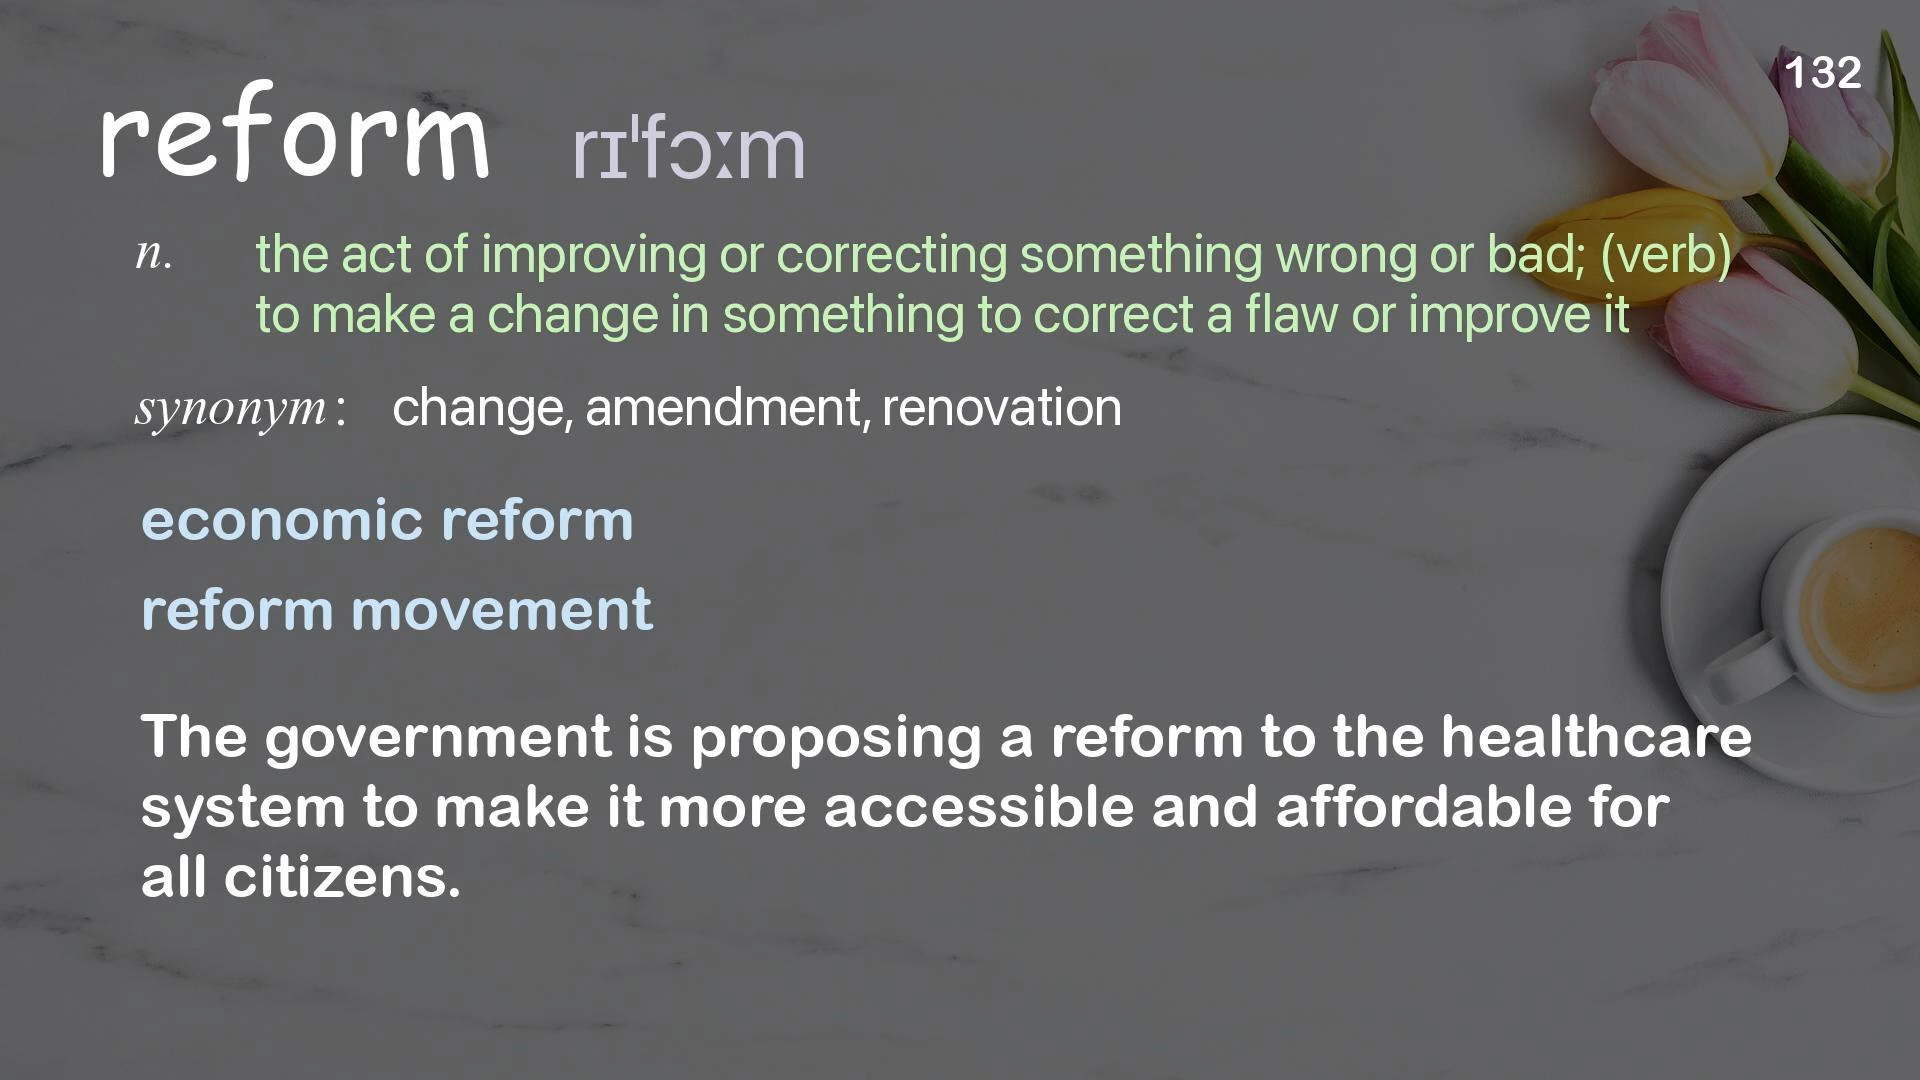 132
reform rɪˈfɔːm
n. the act of improving or correcting something wrong or bad; (verb)
to make a change in something to correct a flaw or improve it
synonym: change, amendment, renovation
economic reform
reform movement
The government is proposing a reform to the healthcare
system to make it more accessible and affordable for
all citizens.